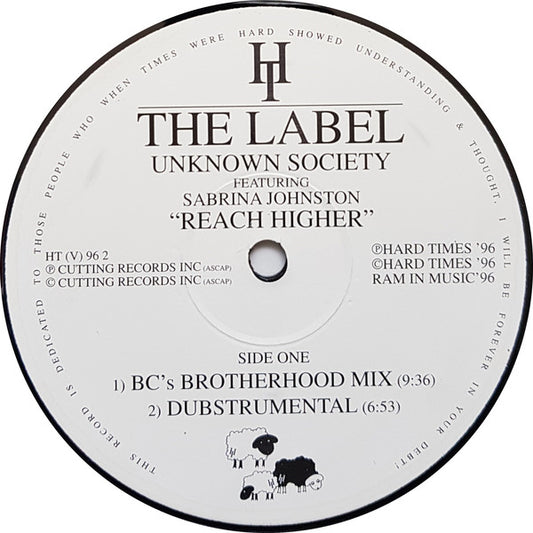 THIS RECORD IS DEDICATED TO THOSE PEOPLE WHO WHEN TIMES WERE HARD SHOWED UNDERSTANDING & THOUGHT, I WILL BE FOREVER IN YOUR DEBT!
HT
THE LABEL
UNKNOWN SOCIETY
FEATURING
SABRINA JOHNSTON
“REACH HIGHER”
HT (V) 96 2
Ⓟ CUTTING RECORDS INC (ASCAP)
© CUTTING RECORDS INC (ASCAP)
ⓅHARD TIMES '96
©HARD TIMES '96
RAM IN MUSIC'96
SIDE ONE
1) BC's BROTHERHOOD MIX (9:36)
2) DUBSTRUMENTAL (6:53)